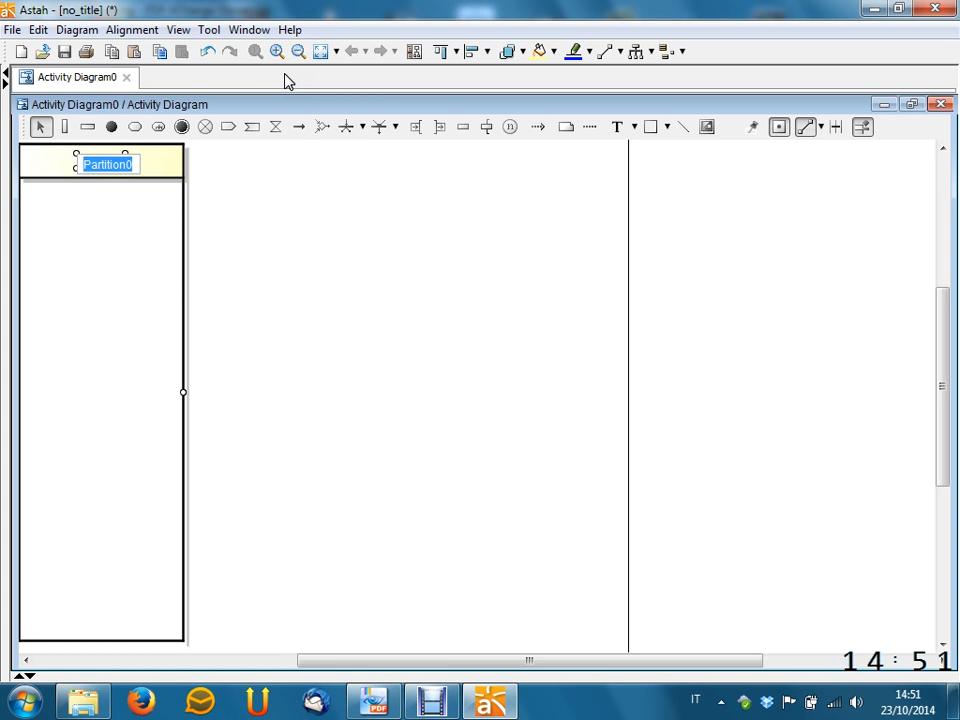 Astah - [no_title] (*)
File Edit Diagram Alignment View Tool Window Help
Activity Diagram0
Activity Diagram0 / Activity Diagram
n T
Partition0
14:51
PDF
IT
14:51
23/10/2014